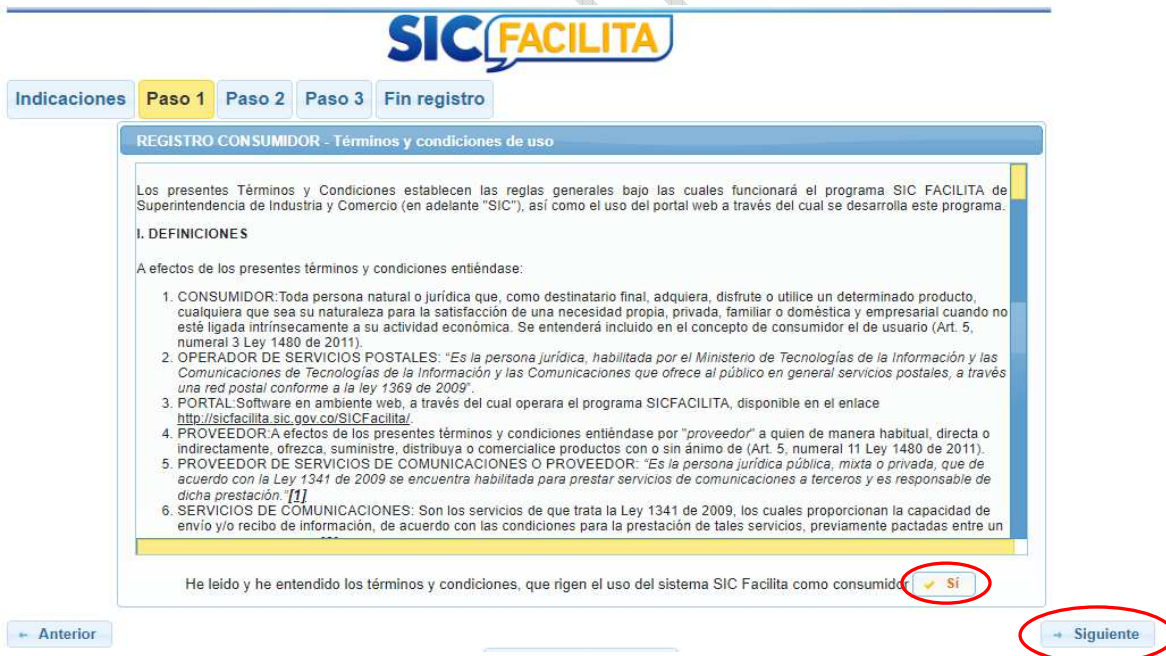 SIC FACILITA
Indicaciones Paso 1 Paso 2 Paso 3 Fin registro
REGISTRO CONSUMIDOR - Términos y condiciones de uso
Los presentes Términos y Condiciones establecen las reglas generales bajo las cuales funcionará el programa SIC FACILITA de
Superintendencia de Industria y Comercio (en adelante "SIC"), así como el uso del portal web a través del cual se desarrolla este programa.
I. DEFINICIONES
A efectos de los presentes términos y condiciones entiéndase:
1. CONSUMIDOR:Toda persona natural o jurídica que, como destinatario final, adquiera, disfrute o utilice un determinado producto,
cualquiera que sea su naturaleza para la satisfacción de una necesidad propia, privada, familiar o doméstica y empresarial cuando no
esté ligada intrínsecamente a su actividad económica. Se entenderá incluido en el concepto de consumidor el de usuario (Art. 5,
numeral 3 Ley 1480 de 2011).
2. OPERADOR DE SERVICIOS POSTALES: "Es la persona jurídica, habilitada por el Ministerio de Tecnologías de la Información y las
Comunicaciones de Tecnologías de la Información y las Comunicaciones que ofrece al público en general servicios postales, a través
una red postal conforme a la ley 1369 de 2009".
3. PORTAL:Software en ambiente web, a través del cual operara el programa SICFACILITA, disponible en el enlace
http://sicfacilita.sic.gov.co/SICFacilita/.
4. PROVEEDOR:A efectos de los presentes términos y condiciones entiéndase por "proveedor" a quien de manera habitual, directa o
indirectamente, ofrezca, suministre, distribuya o comercialice productos con o sin ánimo de (Art. 5, numeral 11 Ley 1480 de 2011).
5. PROVEEDOR DE SERVICIOS DE COMUNICACIONES O PROVEEDOR: "Es la persona jurídica pública, mixta o privada, que de
acuerdo con la Ley 1341 de 2009 se encuentra habilitada para prestar servicios de comunicaciones a terceros y es responsable de
dicha prestación."[1]
6. SERVICIOS DE COMUNICACIONES: Son los servicios de que trata la Ley 1341 de 2009, los cuales proporcionan la capacidad de
envío y/o recibo de información, de acuerdo con las condiciones para la prestación de tales servicios, previamente pactadas entre un
He leido y he entendido los términos y condiciones, que rigen el uso del sistema SIC Facilita como consumidor Sí
Anterior Siguiente